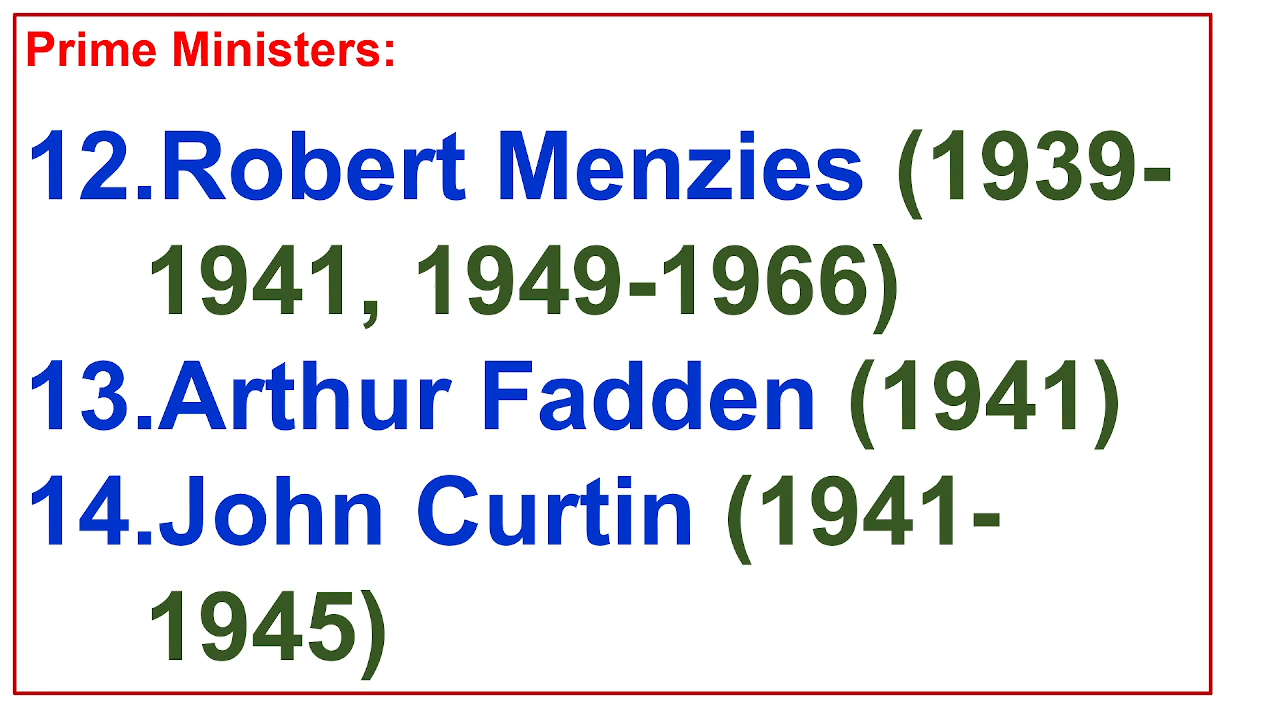 Prime Ministers:
12.Robert Menzies (1939-
1941, 1949-1966)
13.Arthur Fadden (1941)
14.John Curtin (1941-
1945)